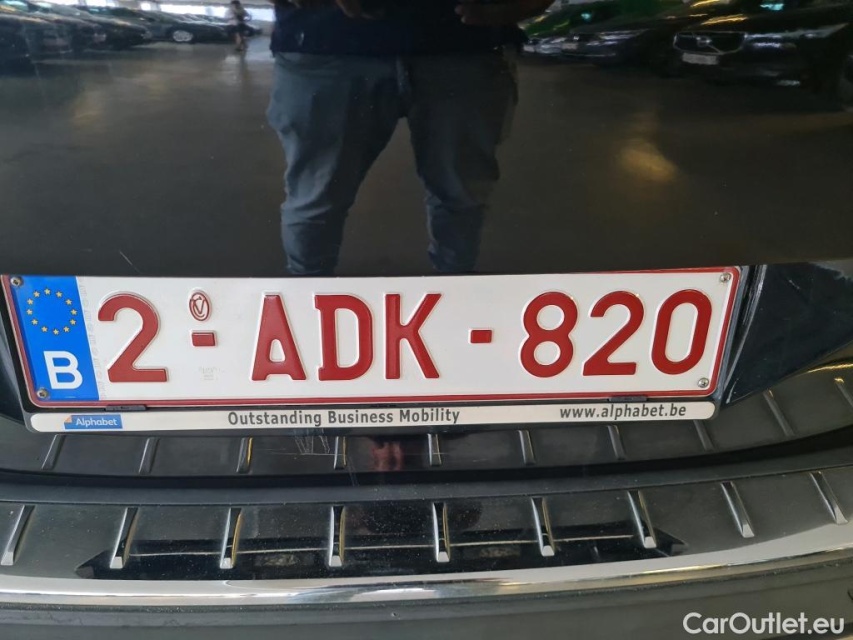 2-ADK-820
B
Alphabet Outstanding Business Mobility www.alphabet.be
CarOutlet.eu